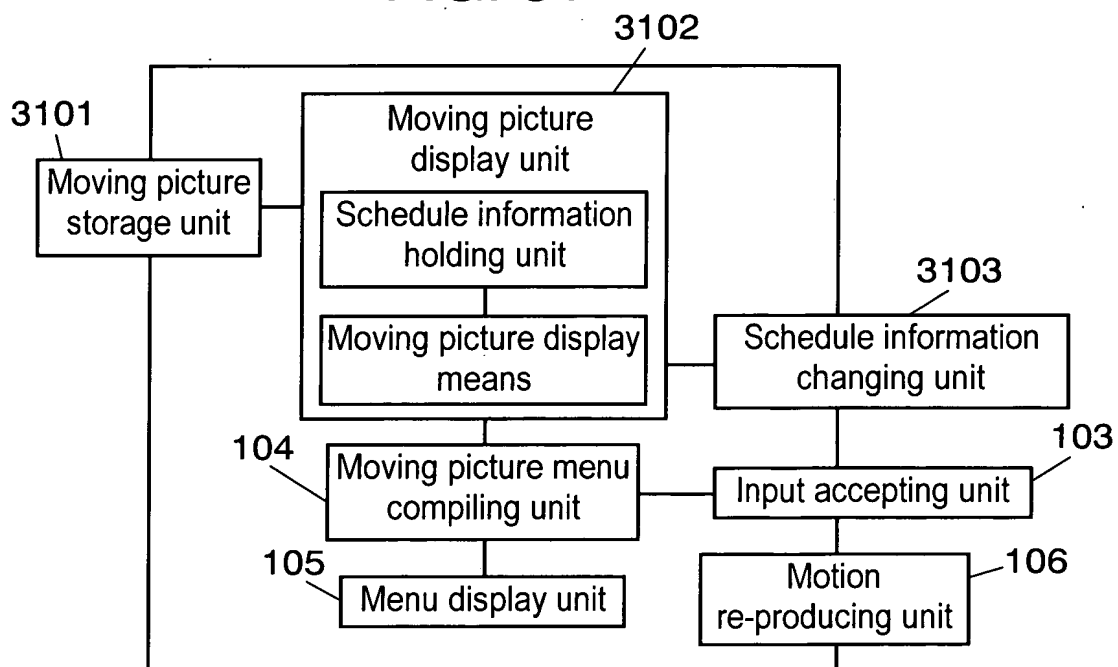 3102
3101
Moving picture
display unit
Moving picture
storage unit
Schedule information
holding unit
3103
Moving picture display
means
Schedule information
changing unit
104
Moving picture menu
compiling unit
103
Input accepting unit
105
Menu display unit
Motion
re-producing unit
106